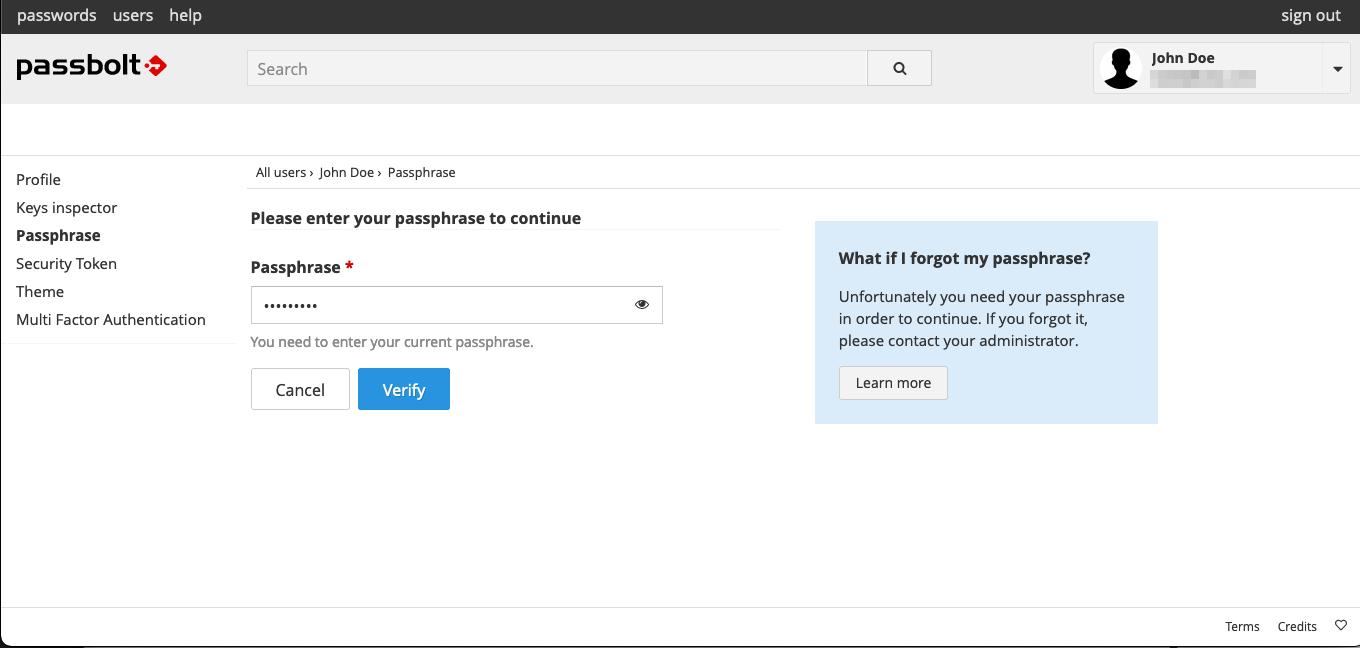 passwords users help sign out
passbolt
Search
John Doe
Profile
Keys inspector
Passphrase
Security Token
Theme
Multi Factor Authentication
All users › John Doe › Passphrase
Please enter your passphrase to continue
Passphrase *
•••••••••
You need to enter your current passphrase.
Cancel Verify
What if I forgot my passphrase?
Unfortunately you need your passphrase
in order to continue. If you forgot it,
please contact your administrator.
Learn more
Terms Credits